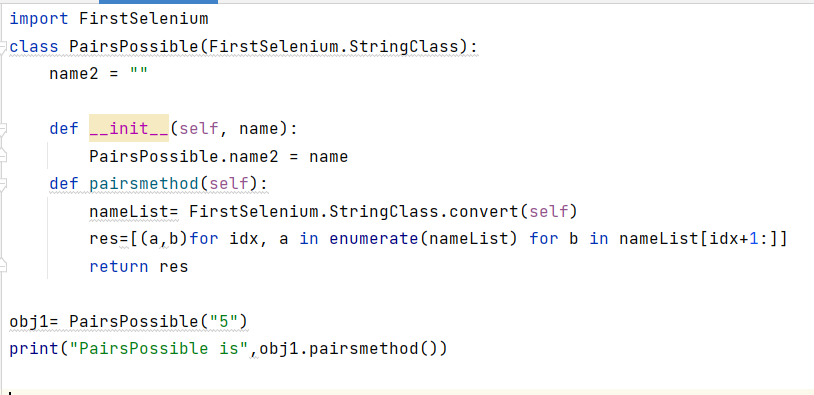 import FirstSelenium
class PairsPossible(FirstSelenium.StringClass):
    name2 = ""

    def __init__(self, name):
        PairsPossible.name2 = name
    def pairsmethod(self):
        nameList= FirstSelenium.StringClass.convert(self)
        res=[(a,b)for idx, a in enumerate(nameList) for b in nameList[idx+1:]]
        return res

obj1= PairsPossible("5")
print("PairsPossible is",obj1.pairsmethod())